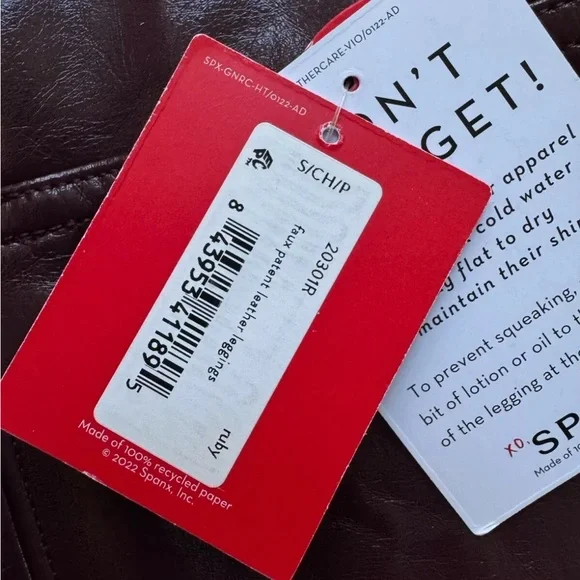 SPX-GNRC-HT/0122-AD
S/CH/P
20301R
faux patent leather leggings
ruby
8 43953 41189 5
Made of 100% recycled paper
© 2022 Spanx, Inc.
THERCARE-VIO/0122-AD
N'T
GET!
apparel
cold water
flat to dry
maintain their shin
To prevent squeaking,
bit of lotion or oil to th
of the legging at the
XO,
SP
Made of 10